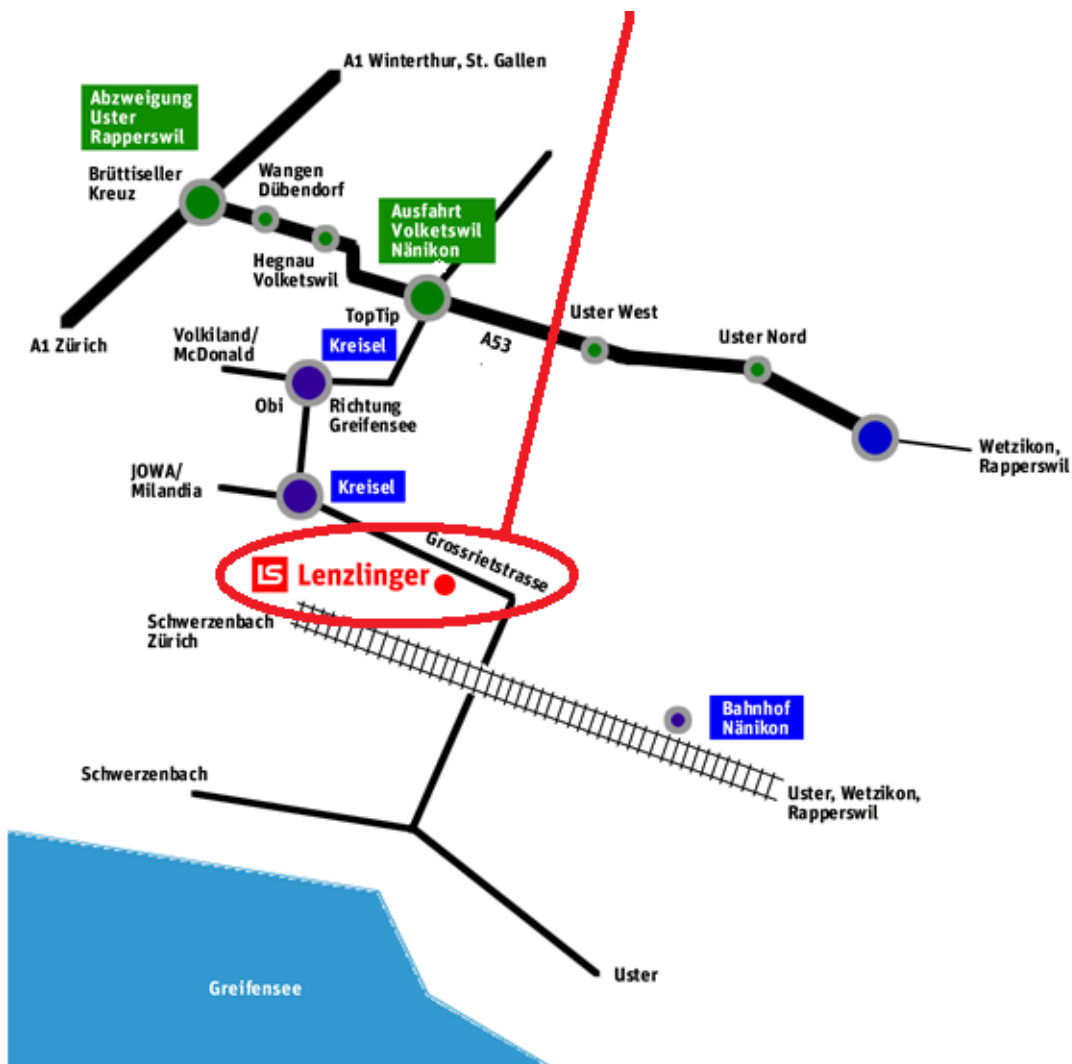 A1 Winterthur, St. Gallen
Abzweigung
Uster
Rapperswil
Brüttiseller
Kreuz
Wangen
Dübendorf
Ausfahrt
Volketswil
Nänikon
Hegnau
Volketswil
TopTip
A53
Uster West
Uster Nord
A1 Zürich
Volkiland/
McDonald
Kreisel
Obi
Richtung
Greifensee
Wetzikon,
Rapperswil
JOWA/
Milandia
Kreisel
Grossrietstrasse
LS Lenzlinger
Schwerzenbach
Zürich
Bahnhof
Nänikon
Schwerzenbach
Uster, Wetzikon,
Rapperswil
Uster
Greifensee